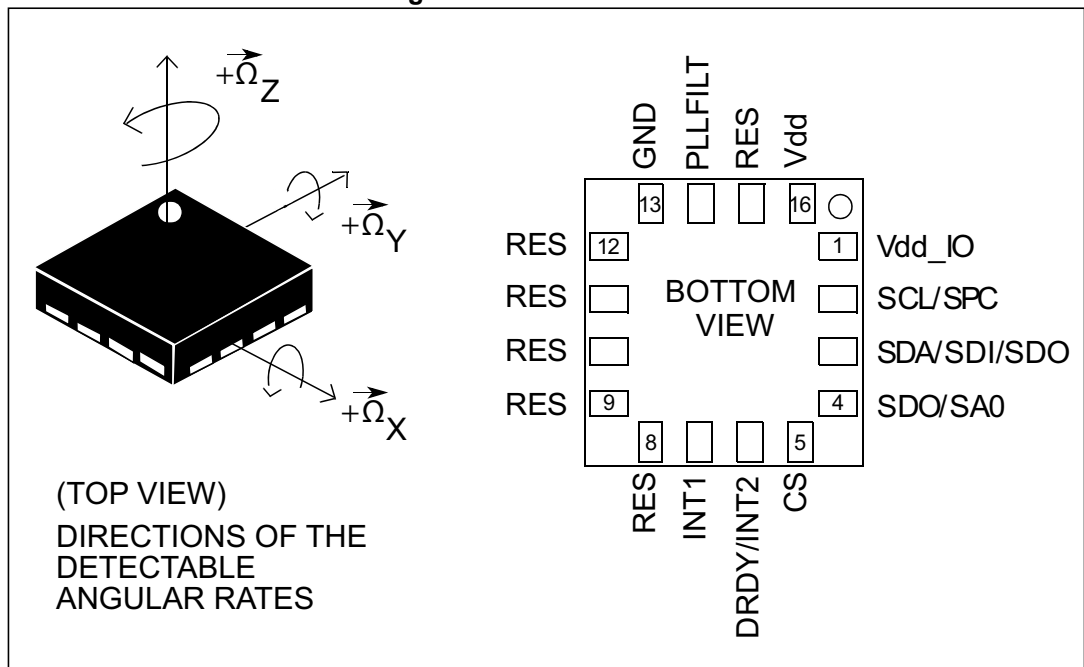 g
+Ω Z
+Ω Y
+Ω X
(TOP VIEW)
DIRECTIONS OF THE
DETECTABLE
ANGULAR RATES
GND
PLLFILT
RES
Vdd
13
16
RES
12
1
Vdd_IO
RES
BOTTOM
VIEW
SCL/SPC
RES
SDA/SDI/SDO
RES
9
4
SDO/SA0
8
5
RES
INT1
DRDY/INT2
CS